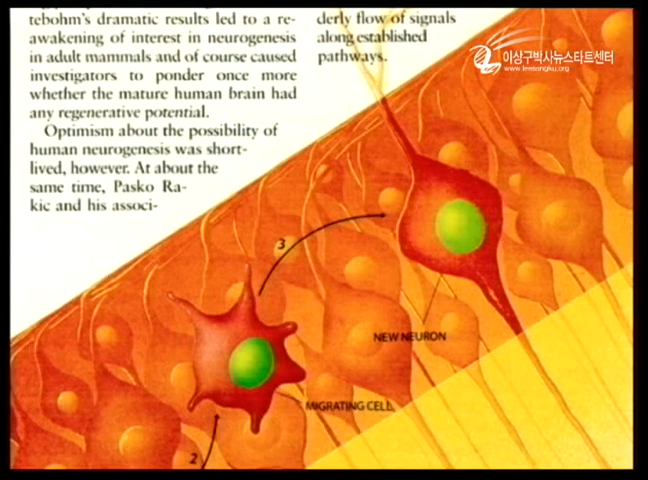 tebohm's dramatic results led to a re-
awakening of interest in neurogenesis
in adult mammals and of course caused
investigators to ponder once more
whether the mature human brain had
any regenerative potential.
Optimism about the possibility of
human neurogenesis was short-
lived, however. At about the
same time, Pasko Ra-
kic and his associ-
derly flow of signals
along established
pathways.
이상구박사뉴스타트센터
www.leesangku.org
3
NEW NEURON
MIGRATING CELL
2